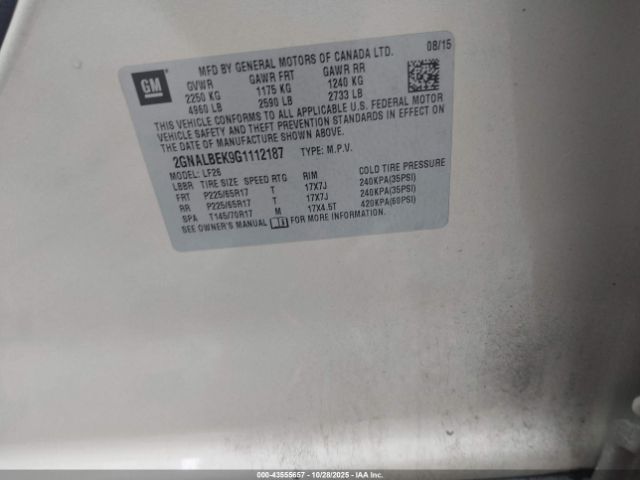 GM
MFD BY GENERAL MOTORS OF CANADA LTD.
08/15
GVWR GAWR FRT GAWR RR
2250 KG 1175 KG 1240 KG
4960 LB 2590 LB 2733 LB
THIS VEHICLE CONFORMS TO ALL APPLICABLE U.S. FEDERAL MOTOR
VEHICLE SAFETY AND THEFT PREVENTION STANDARDS IN EFFECT ON
THE DATE OF MANUFACTURE SHOWN ABOVE.
2GNALBEK9G1112187 TYPE: M.P.V.
MODEL: LF26
LBBR TIRE SIZE SPEED RTG RIM COLD TIRE PRESSURE
FRT P225/65R17 T 17X7J 240KPA(35PSI)
RR P225/65R17 T 17X7J 240KPA(35PSI)
SPA T145/70R17 M 17X4.5T 420KPA(60PSI)
SEE OWNER'S MANUAL FOR MORE INFORMATION.
000-43555657 - 10/28/2025 - IAA Inc.